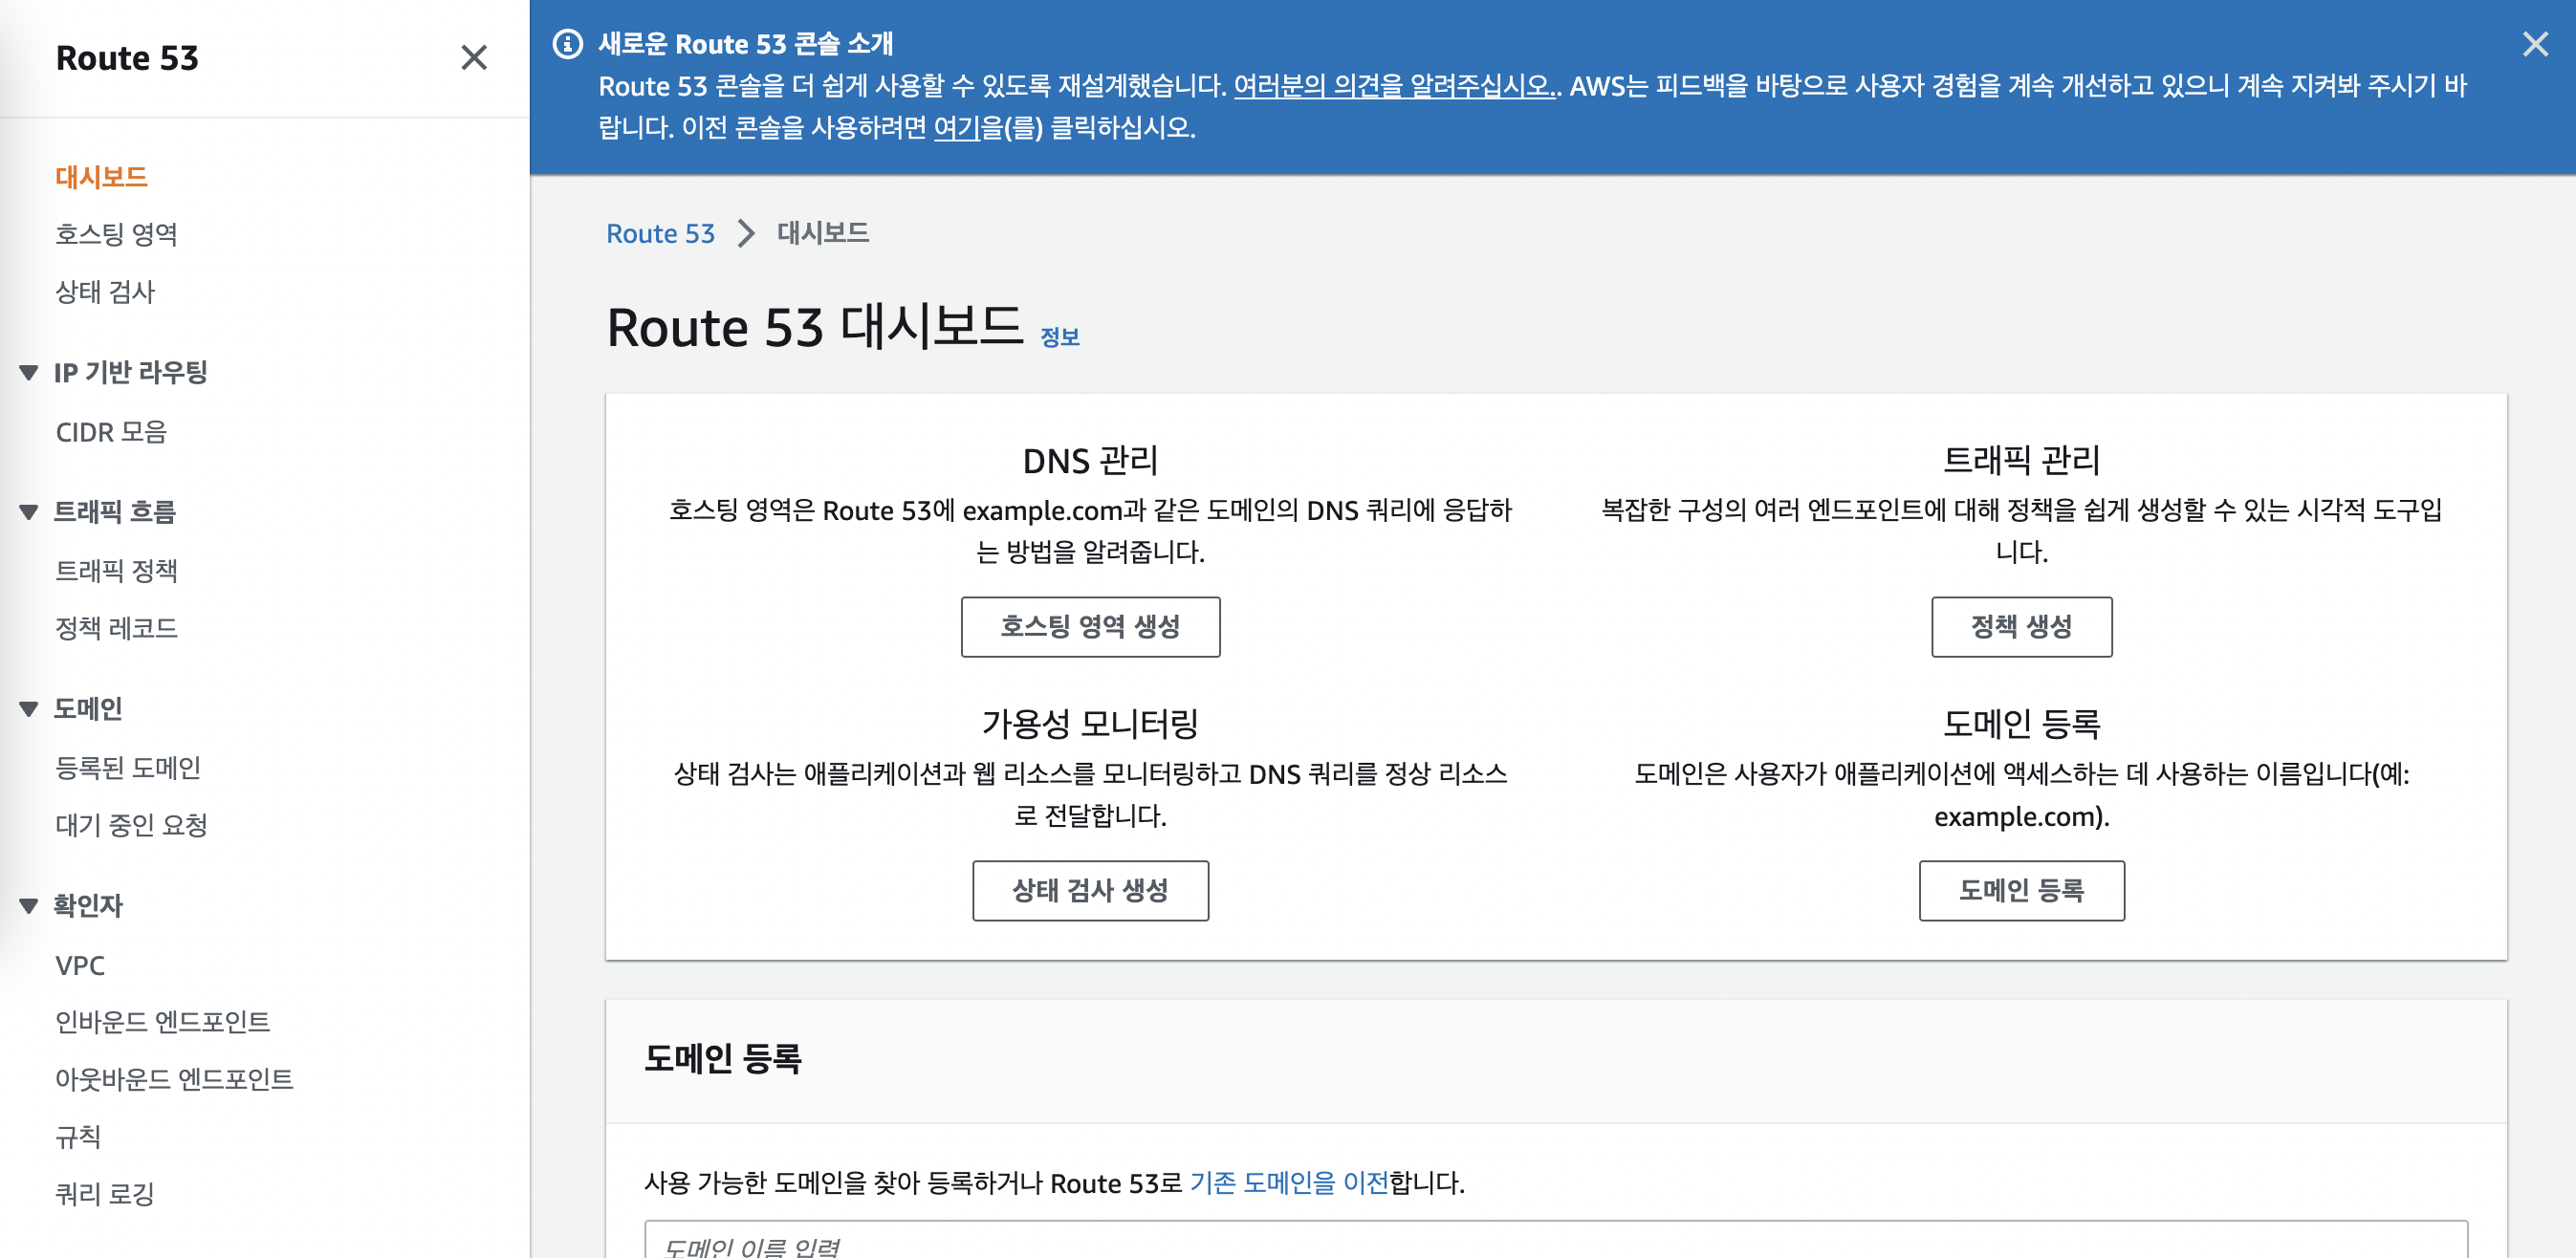 Route 53
대시보드
호스팅 영역
상태 검사
IP 기반 라우팅
CIDR 모음
트래픽 흐름
트래픽 정책
정책 레코드
도메인
등록된 도메인
대기 중인 요청
확인자
VPC
인바운드 엔드포인트
아웃바운드 엔드포인트
규칙
쿼리 로깅
새로운 Route 53 콘솔 소개
Route 53 콘솔을 더 쉽게 사용할 수 있도록 재설계했습니다. 여러분의 의견을 알려주십시오.. AWS는 피드백을 바탕으로 사용자 경험을 계속 개선하고 있으니 계속 지켜봐 주시기 바
랍니다. 이전 콘솔을 사용하려면 여기을(를) 클릭하십시오.
Route 53 대시보드
Route 53 대시보드 정보
DNS 관리
호스팅 영역은 Route 53에 example.com과 같은 도메인의 DNS 쿼리에 응답하
는 방법을 알려줍니다.
호스팅 영역 생성
트래픽 관리
복잡한 구성의 여러 엔드포인트에 대해 정책을 쉽게 생성할 수 있는 시각적 도구입
니다.
정책 생성
가용성 모니터링
상태 검사는 애플리케이션과 웹 리소스를 모니터링하고 DNS 쿼리를 정상 리소스
로 전달합니다.
상태 검사 생성
도메인 등록
도메인은 사용자가 애플리케이션에 액세스하는 데 사용하는 이름입니다(예:
example.com).
도메인 등록
도메인 등록
사용 가능한 도메인을 찾아 등록하거나 Route 53로 기존 도메인을 이전합니다.
도메인 이름 입력